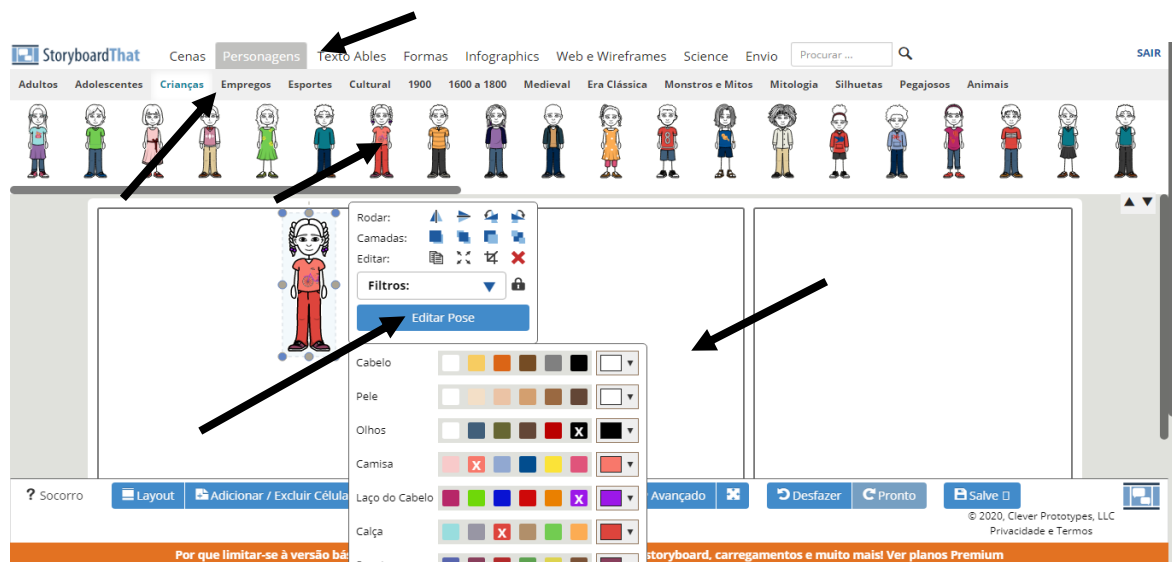 StoryboardThat Cenas Personagens Texto Ables Formas Infographics Web e Wireframes Science Envio Procurar ... SAIR
Adultos Adolescentes Crianças Empregos Esportes Cultural 1900 1600 a 1800 Medieval Era Clássica Monstros e Mitos Mitologia Silhuetas Pegajosos Animais
Rodar:
Camadas:
Editar:
Filtros:
Editar Pose
Cabelo
Pele
Olhos
Camisa
Laço do Cabelo
Calça
? Socorro Layout Adicionar / Excluir Célula Avançado Desfazer Pronto Salve
© 2020, Clever Prototypes, LLC
Privacidade e Termos
Por que limitar-se à versão storyboard, carregamentos e muito mais! Ver planos Premium